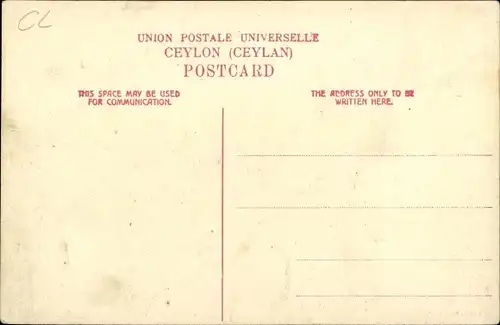 CL
UNION POSTALE UNIVERSELLE
CEYLON (CEYLAN)
POSTCARD
THIS SPACE MAY BE USED
FOR COMMUNICATION.
THE ADDRESS ONLY TO BE
WRITTEN HERE.